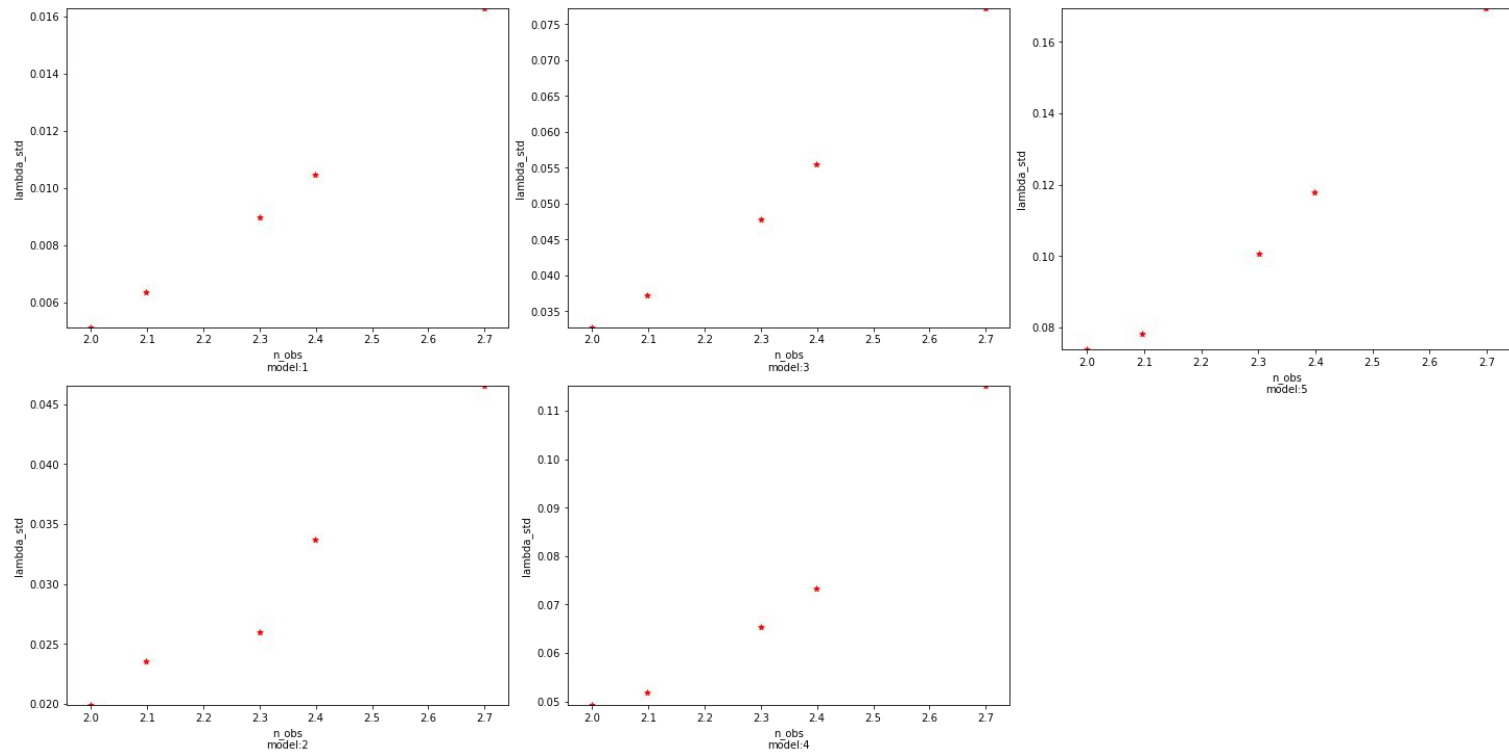 0.016
0.014
0.012
0.010
0.008
0.006
lambda_std
2.0 2.1 2.2 2.3 2.4 2.5 2.6 2.7
n_obs
model:1
0.075
0.070
0.065
0.060
0.055
0.050
0.045
0.040
0.035
lambda_std
2.0 2.1 2.2 2.3 2.4 2.5 2.6 2.7
n_obs
model:3
0.16
0.14
0.12
0.10
0.08
lambda_std
2.0 2.1 2.2 2.3 2.4 2.5 2.6 2.7
n_obs
model:5
0.045
0.040
0.035
0.030
0.025
0.020
lambda_std
2.0 2.1 2.2 2.3 2.4 2.5 2.6 2.7
n_obs
model:2
0.11
0.10
0.09
0.08
0.07
0.06
0.05
lambda_std
2.0 2.1 2.2 2.3 2.4 2.5 2.6 2.7
n_obs
model:4